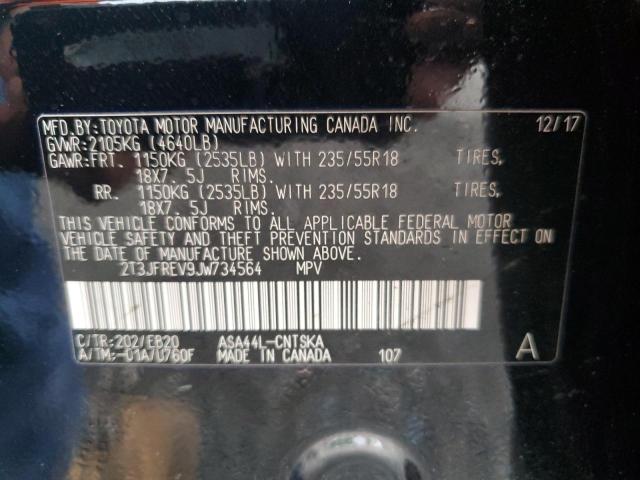 MFD.BY:TOYOTA MOTOR MANUFACTURING CANADA INC. 12/17
GVWR:2105KG (4640LB)
GAWR:FRT. 1150KG (2535LB) WITH 235/55R18 TIRES,
18X7.5J RIMS.
RR. 1150KG (2535LB) WITH 235/55R18 TIRES,
18X7.5J RIMS.
THIS VEHICLE CONFORMS TO ALL APPLICABLE FEDERAL MOTOR
VEHICLE SAFETY AND THEFT PREVENTION STANDARDS IN EFFECT ON
THE DATE OF MANUFACTURE SHOWN ABOVE.
2T3JFREV9JW734564 MPV
C/TR:202/EB20 ASA44L-CNTSKA
A/TM:-01A/U760F MADE IN CANADA 107 A